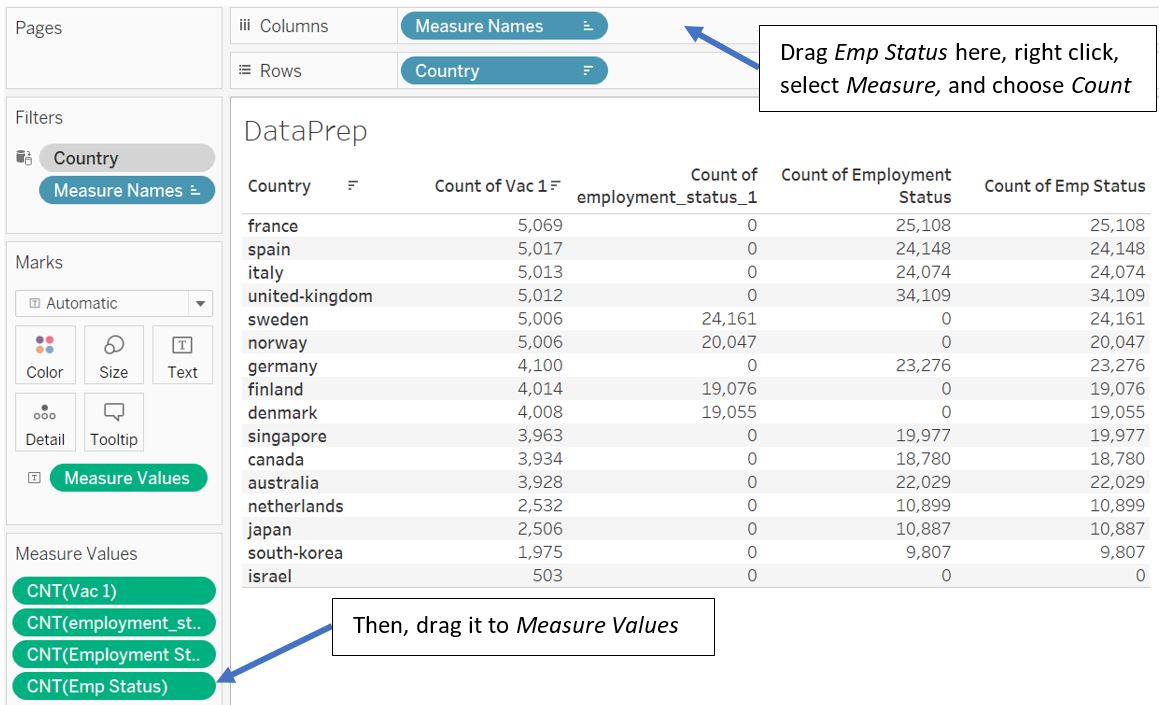 Pages
Columns
Measure Names
Rows
Country
Drag Emp Status here, right click,
select Measure, and choose Count
Filters
Country
Measure Names
Marks
Automatic
Color Size Text
Detail Tooltip
Measure Values
Measure Values
CNT(Vac 1)
CNT(employment_st..
CNT(Employment St..
CNT(Emp Status)
DataPrep
Country Count of Vac 1 Count of employment_status_1 Count of Employment Status Count of Emp Status
france 5,069 0 25,108 25,108
spain 5,017 0 24,148 24,148
italy 5,013 0 24,074 24,074
united-kingdom 5,012 0 34,109 34,109
sweden 5,006 24,161 0 24,161
norway 5,006 20,047 0 20,047
germany 4,100 0 23,276 23,276
finland 4,014 19,076 0 19,076
denmark 4,008 19,055 0 19,055
singapore 3,963 0 19,977 19,977
canada 3,934 0 18,780 18,780
australia 3,928 0 22,029 22,029
netherlands 2,532 0 10,899 10,899
japan 2,506 0 10,887 10,887
south-korea 1,975 0 9,807 9,807
israel 503 0 0 0
Then, drag it to Measure Values